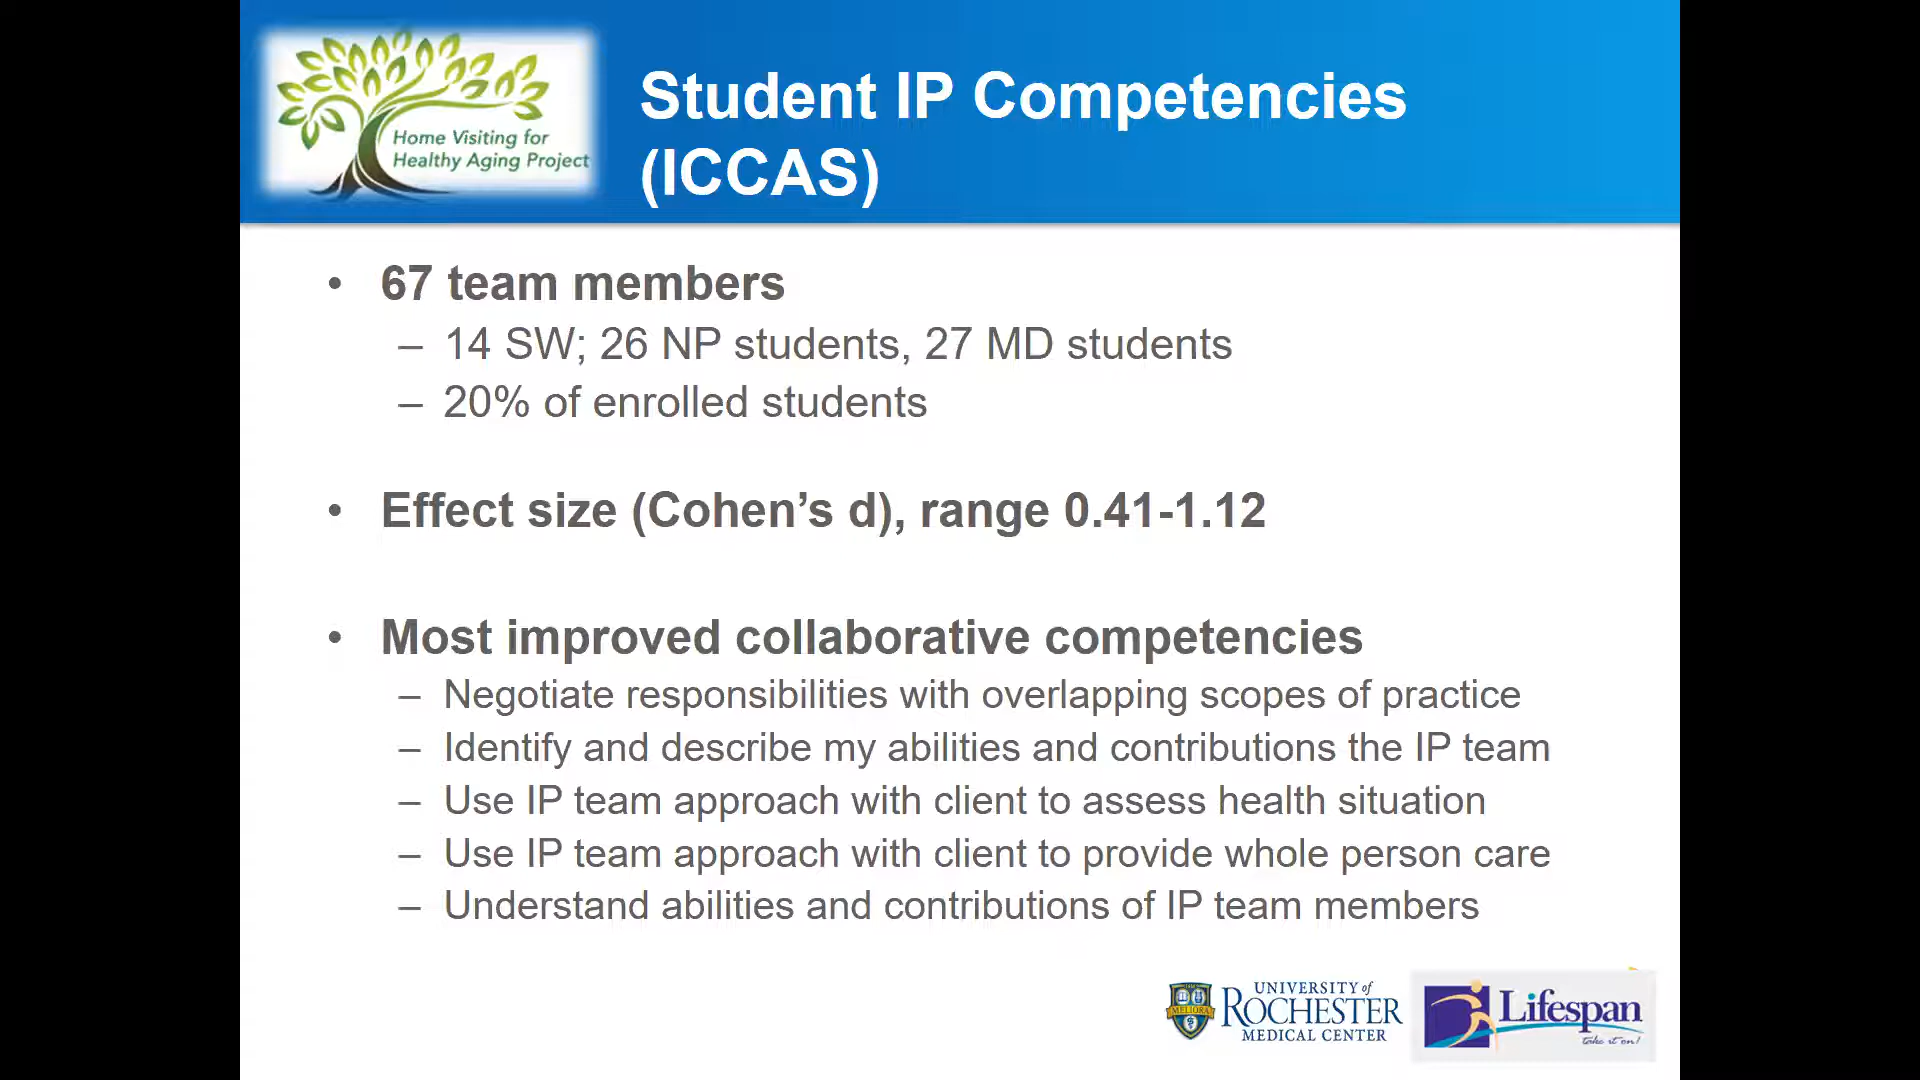 Home Visiting for
Healthy Aging Project
Student IP Competencies
(ICCAS)
• 67 team members
– 14 SW; 26 NP students, 27 MD students
– 20% of enrolled students
• Effect size (Cohen’s d), range 0.41-1.12
• Most improved collaborative competencies
– Negotiate responsibilities with overlapping scopes of practice
– Identify and describe my abilities and contributions the IP team
– Use IP team approach with client to assess health situation
– Use IP team approach with client to provide whole person care
– Understand abilities and contributions of IP team members
MELIORA
UNIVERSITY of
ROCHESTER
MEDICAL CENTER
Lifespan
take it on!